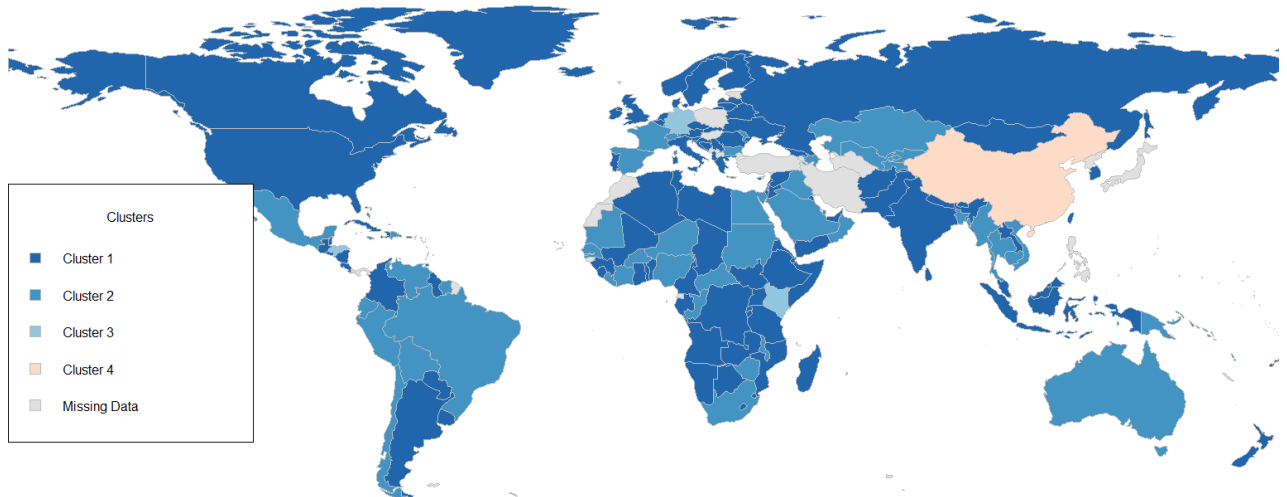 Clusters
Cluster 1
Cluster 2
Cluster 3
Cluster 4
Missing Data